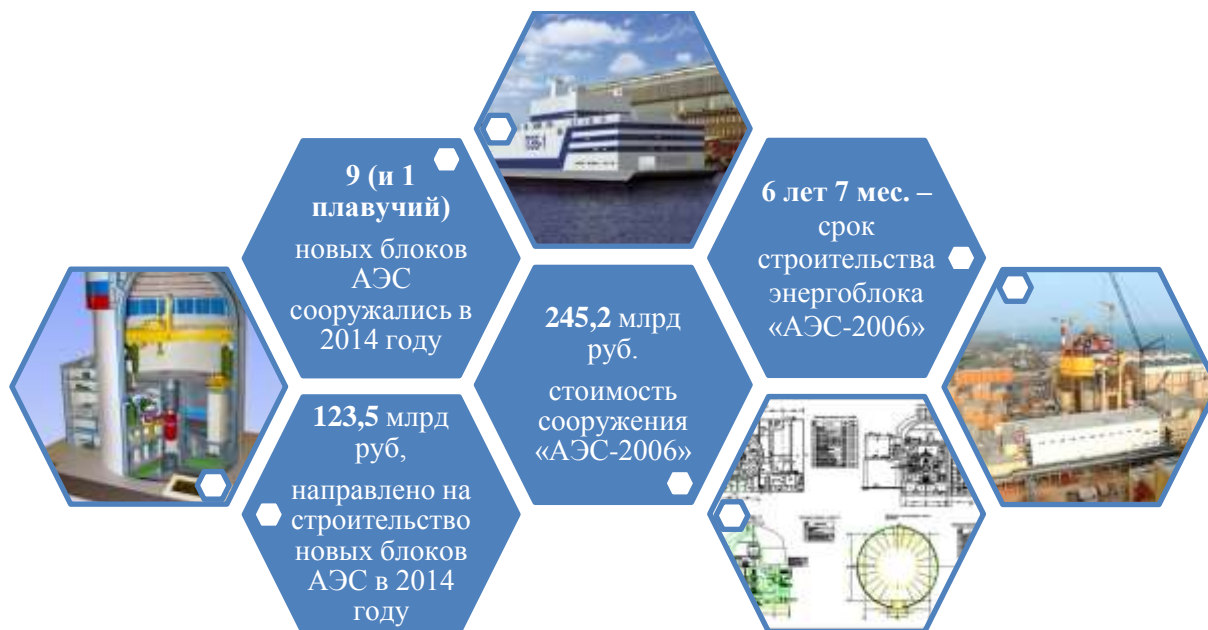 9 (и 1
плавучий)
новых блоков
АЭС
сооружались в
2014 году
123,5 млрд
руб,
направлено на
строительство
новых блоков
АЭС в 2014
году
245,2 млрд
руб.
стоимость
сооружения
«АЭС-2006»
6 лет 7 мес. –
срок
строительства
энергоблока
«АЭС-2006»